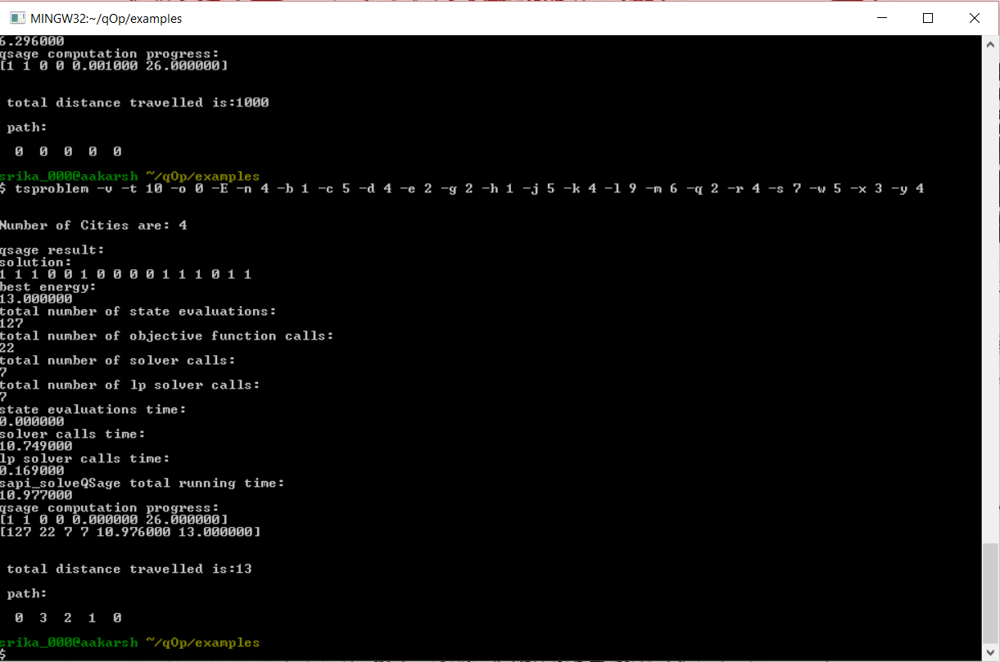 MINGW32:~/qOp/examples
6.296000
qsage computation progress:
[1 1 0 0 0.001000 26.000000]
total distance travelled is:1000
path:
0 0 0 0 0
srika_000@aakarsh ~/qOp/examples
$ tsproblem -v -t 10 -o 0 -E -n 4 -b 1 -c 5 -d 4 -e 2 -g 2 -h 1 -j 5 -k 4 -l 9 -m 6 -q 2 -r 4 -s 7 -w 5 -x 3 -y 4
Number of Cities are: 4
qsage result:
solution:
1 1 1 0 0 1 0 0 0 0 1 1 1 0 1 1
best energy:
13.000000
total number of state evaluations:
127
total number of objective function calls:
22
total number of solver calls:
7
total number of lp solver calls:
7
state evaluations time:
0.000000
solver calls time:
10.749000
lp solver calls time:
0.169000
sapi_solveQSage total running time:
10.977000
qsage computation progress:
[1 1 0 0 0.000000 26.000000]
[127 22 7 7 10.976000 13.000000]
total distance travelled is:13
path:
0 3 2 1 0
srika_000@aakarsh ~/qOp/examples
$